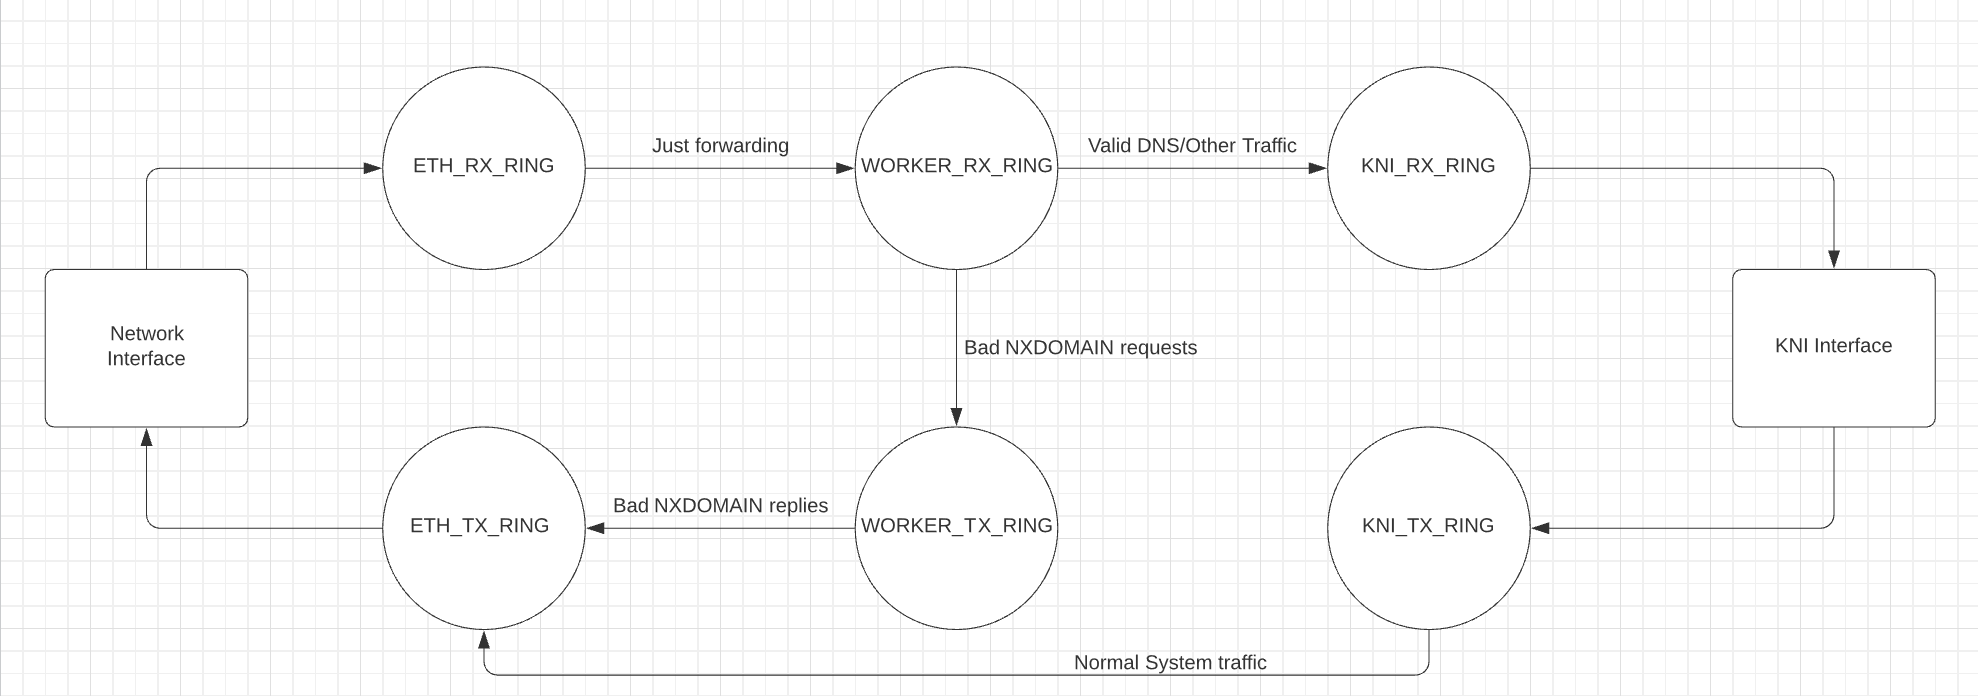 ETH_RX_RING
Just forwarding
WORKER_RX_RING
Valid DNS/Other Traffic
KNI_RX_RING
Network
Interface
Bad NXDOMAIN requests
KNI Interface
ETH_TX_RING
Bad NXDOMAIN replies
WORKER_TX_RING
KNI_TX_RING
Normal System traffic